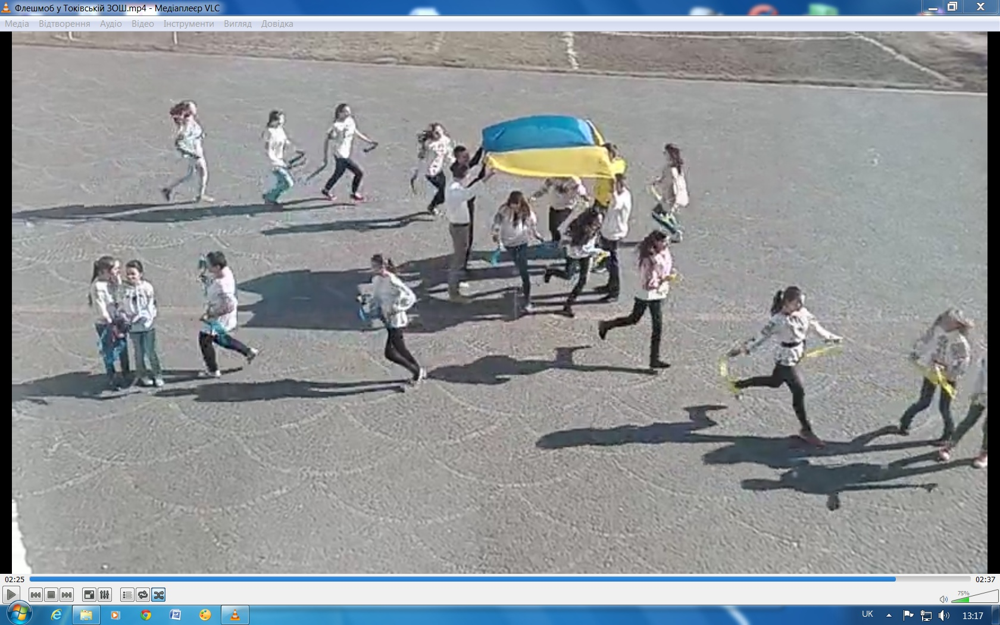 Флешмоб у Токівській ЗОШ.mp4 - Медіаплеєр VLC
Медіа Відтворення Аудіо Відео Інструменти Вигляд Довідка
02:25 02:37
75%
UK 13:17